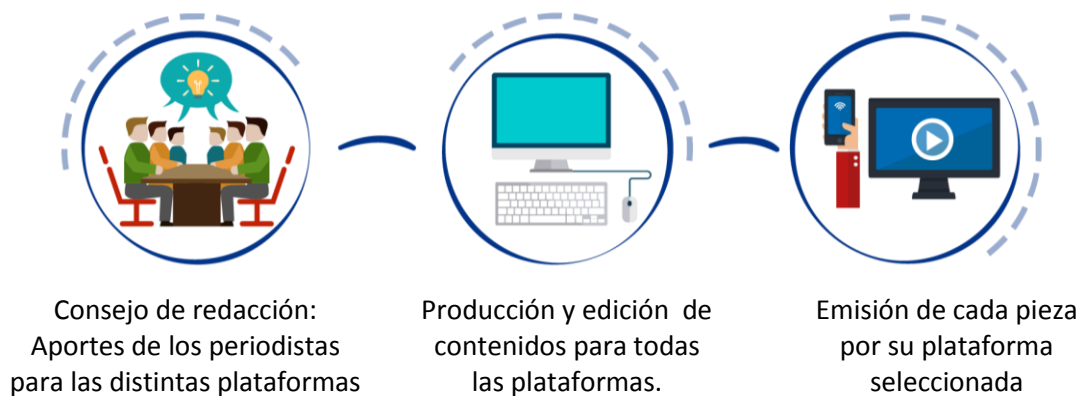 Consejo de redacción:
Aportes de los periodistas
para las distintas plataformas
Producción y edición de
contenidos para todas
las plataformas.
Emisión de cada pieza
por su plataforma
seleccionada